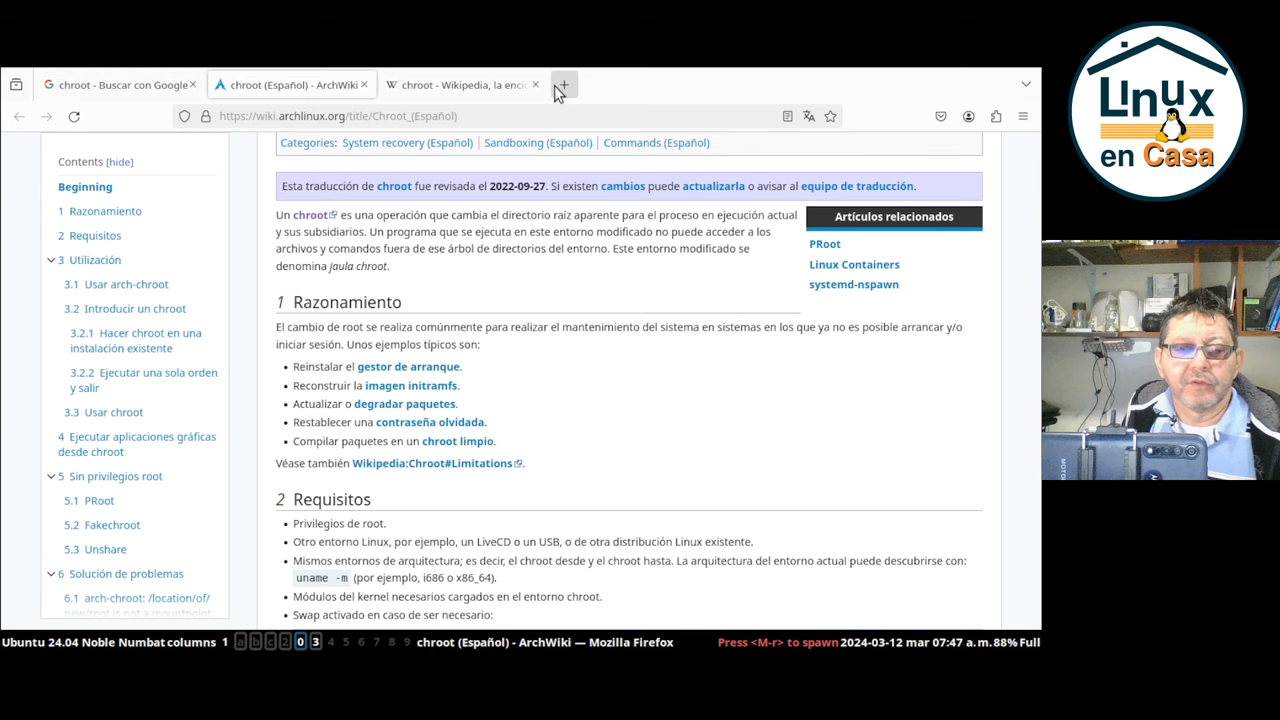 chroot - Buscar con Google
chroot (Español) - ArchWiki
chroot - Wikipedia, la enci
https://wiki.archlinux.org/title/Chroot_(Español)
LInux
en Casa
Contents [hide]
Beginning
1 Razonamiento
2 Requisitos
3 Utilización
3.1 Usar arch-chroot
3.2 Introducir un chroot
3.2.1 Hacer chroot en una
instalación existente
3.2.2 Ejecutar una sola orden
y salir
3.3 Usar chroot
4 Ejecutar aplicaciones gráficas
desde chroot
5 Sin privilegios root
5.1 PRoot
5.2 Fakechroot
5.3 Unshare
6 Solución de problemas
6.1 arch-chroot: /location/of/
new/root is not a mountpoint
Categories: System recovery (Español) | Sandboxing (Español) | Commands (Español)
Esta traducción de chroot fue revisada el 2022-09-27. Si existen cambios puede actualizarla o avisar al equipo de traducción.
Un chroot es una operación que cambia el directorio raíz aparente para el proceso en ejecución actual
y sus subsidiarios. Un programa que se ejecuta en este entorno modificado no puede acceder a los
archivos y comandos fuera de ese árbol de directorios del entorno. Este entorno modificado se
denomina jaula chroot.
Artículos relacionados
PRoot
Linux Containers
systemd-nspawn
1 Razonamiento
El cambio de root se realiza comúnmente para realizar el mantenimiento del sistema en sistemas en los que ya no es posible arrancar y/o
iniciar sesión. Unos ejemplos típicos son:
• Reinstalar el gestor de arranque.
• Reconstruir la imagen initramfs.
• Actualizar o degradar paquetes.
• Restablecer una contraseña olvidada.
• Compilar paquetes en un chroot limpio.
Véase también Wikipedia:Chroot#Limitations.
2 Requisitos
• Privilegios de root.
• Otro entorno Linux, por ejemplo, un LiveCD o un USB, o de otra distribución Linux existente.
• Mismos entornos de arquitectura; es decir, el chroot desde y el chroot hasta. La arquitectura del entorno actual puede descubrirse con:
uname -m (por ejemplo, i686 o x86_64).
• Módulos del kernel necesarios cargados en el entorno chroot.
• Swap activado en caso de ser necesario:
Ubuntu 24.04 Noble Numbat columns 1 a b c 2 0 3 4 5 6 7 8 9 chroot (Español) - ArchWiki — Mozilla Firefox Press <M-r> to spawn 2024-03-12 mar 07:47 a.m. 88% Full